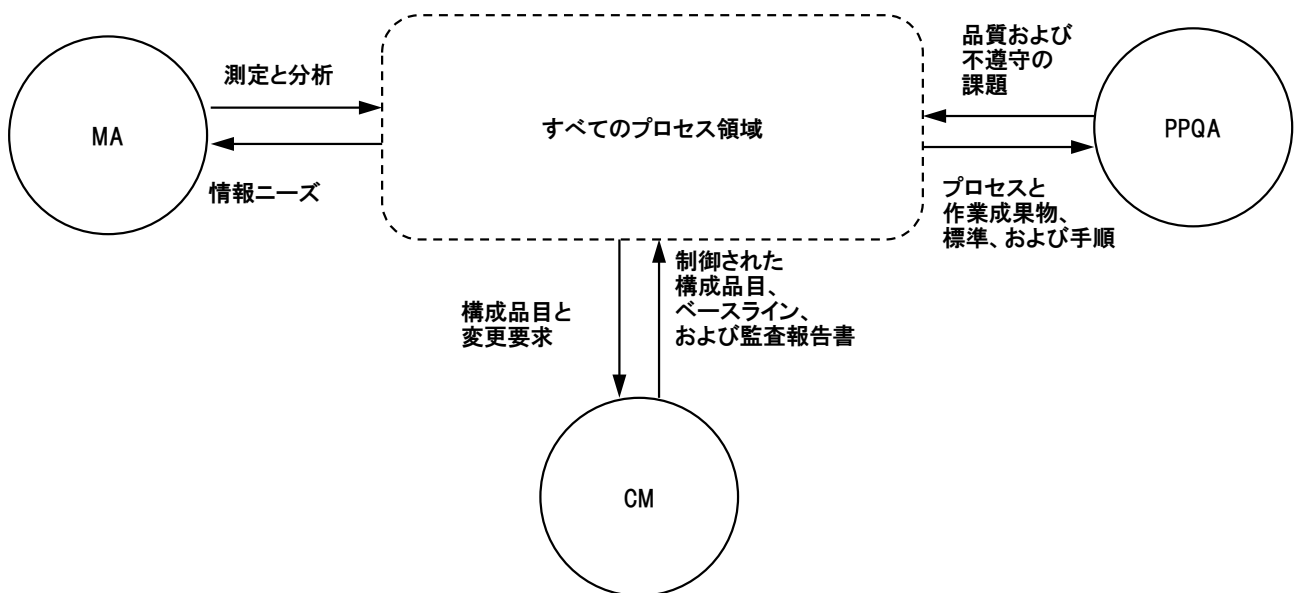 測定と分析
MA
情報ニーズ
すべてのプロセス領域
品質および
不遵守の
課題
PPQA
プロセスと
作業成果物、
標準、および手順
構成品目と
変更要求
制御された
構成品目、
ベースライン、
および監査報告書
CM